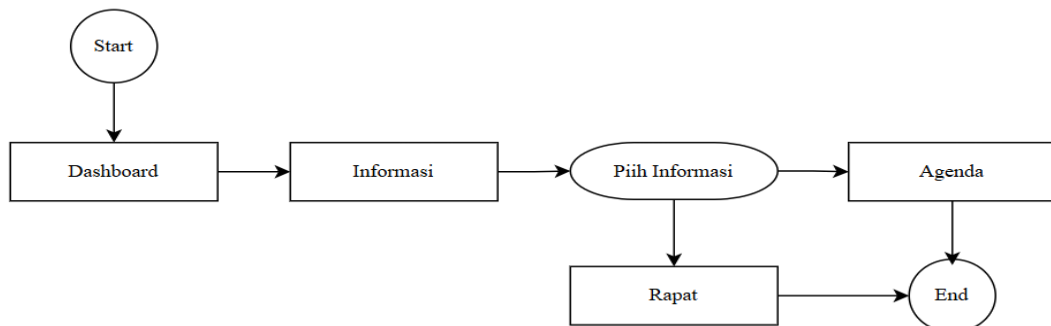 Start
Dashboard
Informasi
Piih Informasi
Agenda
Rapat
End